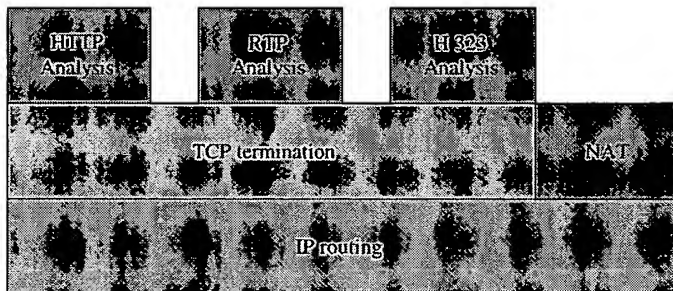 HTTP
Analysis
RTP
Analysis
H 323
Analysis
TCP termination
NAT
IP routing